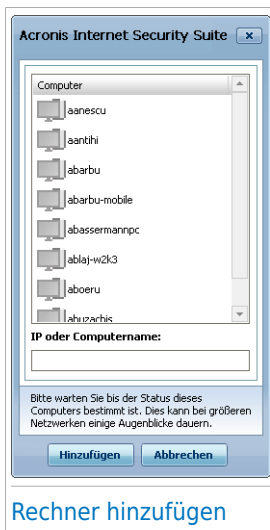 Acronis Internet Security Suite
Computer
aanescu
aantihi
abarbu
abarbu-mobile
abassermannpc
ablaj-w2k3
aboeru
abuzachis
IP oder Computername:
Bitte warten Sie bis der Status dieses
Computers bestimmt ist. Dies kann bei größeren
Netzwerken einige Augenblicke dauern.
Hinzufügen Abbrechen
Rechner hinzufügen